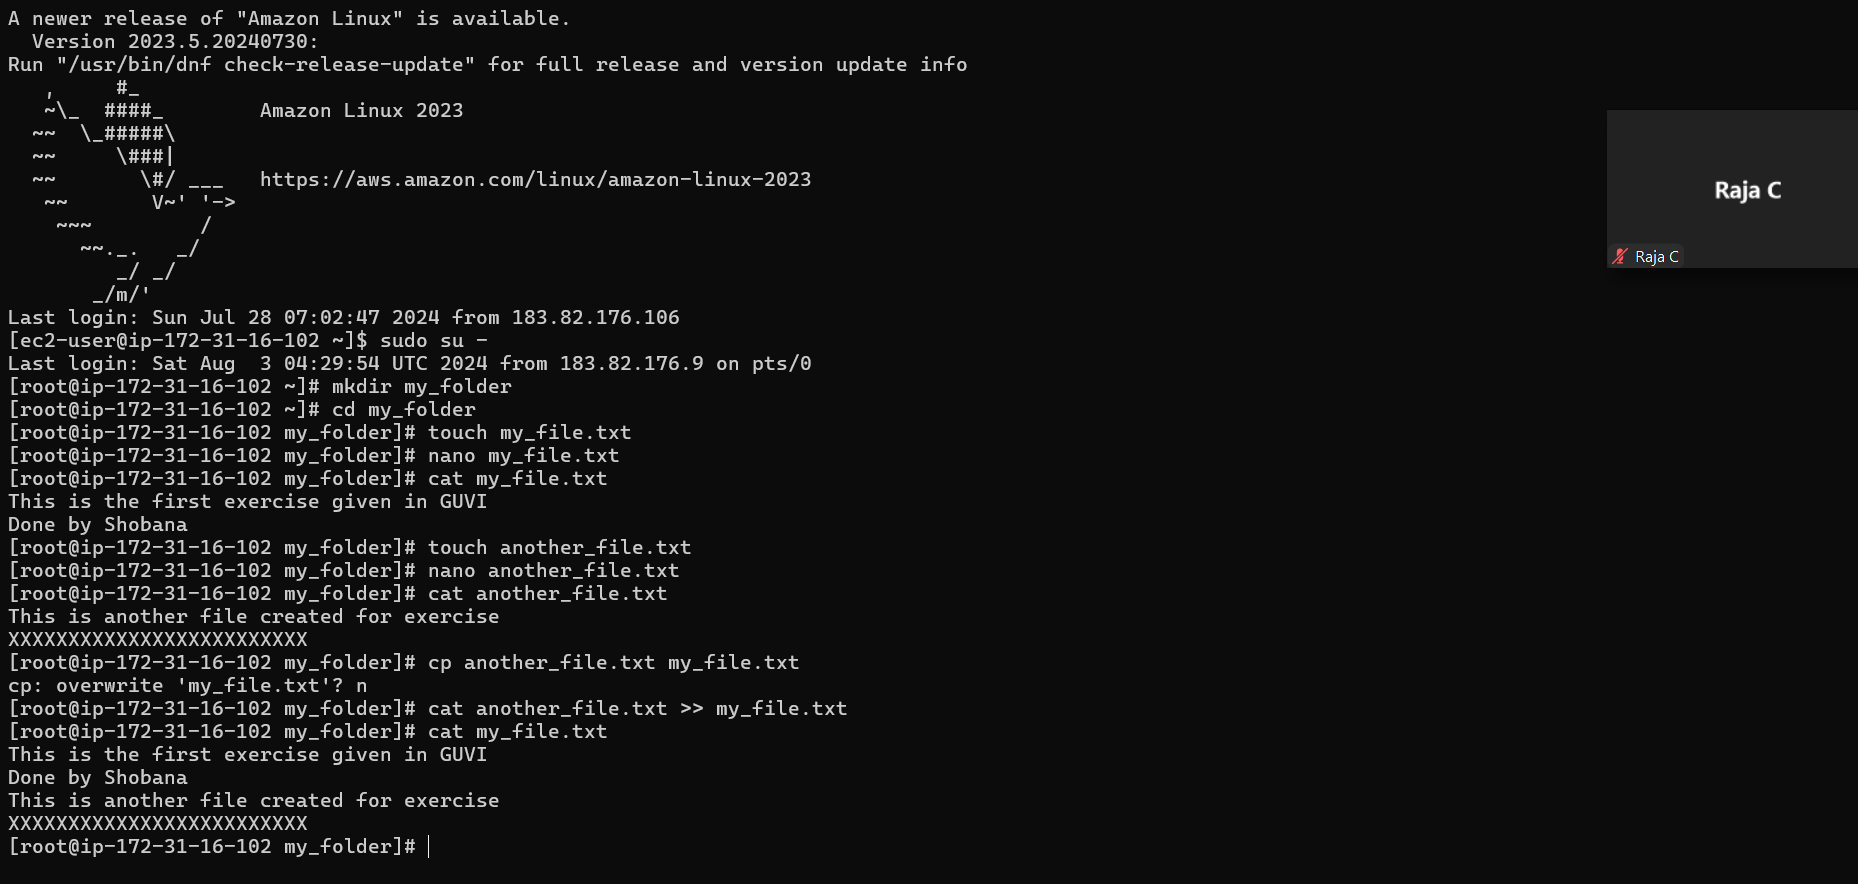 A newer release of "Amazon Linux" is available.
  Version 2023.5.20240730:
Run "/usr/bin/dnf check-release-update" for full release and version update info
   ,     #_
   ~\_  ####_        Amazon Linux 2023
  ~~  \_#####\
  ~~     \###|
  ~~       \#/ ___   https://aws.amazon.com/linux/amazon-linux-2023
   ~~       V~' '->
    ~~~         /
      ~~._.   _/
         _/ _/
       _/m/'
Last login: Sun Jul 28 07:02:47 2024 from 183.82.176.106
[ec2-user@ip-172-31-16-102 ~]$ sudo su -
Last login: Sat Aug  3 04:29:54 UTC 2024 from 183.82.176.9 on pts/0
[root@ip-172-31-16-102 ~]# mkdir my_folder
[root@ip-172-31-16-102 ~]# cd my_folder
[root@ip-172-31-16-102 my_folder]# touch my_file.txt
[root@ip-172-31-16-102 my_folder]# nano my_file.txt
[root@ip-172-31-16-102 my_folder]# cat my_file.txt
This is the first exercise given in GUVI
Done by Shobana
[root@ip-172-31-16-102 my_folder]# touch another_file.txt
[root@ip-172-31-16-102 my_folder]# nano another_file.txt
[root@ip-172-31-16-102 my_folder]# cat another_file.txt
This is another file created for exercise
XXXXXXXXXXXXXXXXXXXXXXXXX
[root@ip-172-31-16-102 my_folder]# cp another_file.txt my_file.txt
cp: overwrite 'my_file.txt'? n
[root@ip-172-31-16-102 my_folder]# cat another_file.txt >> my_file.txt
[root@ip-172-31-16-102 my_folder]# cat my_file.txt
This is the first exercise given in GUVI
Done by Shobana
This is another file created for exercise
XXXXXXXXXXXXXXXXXXXXXXXXX
[root@ip-172-31-16-102 my_folder]#
Raja C
Raja C